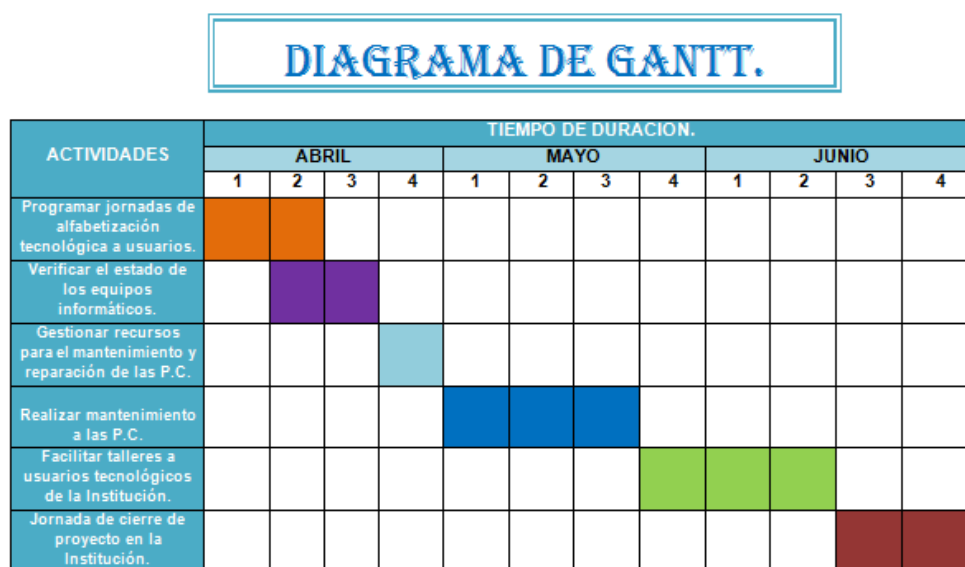 DIAGRAMA DE GANTT.
ACTIVIDADES
TIEMPO DE DURACION.
ABRIL MAYO JUNIO
1 2 3 4 1 2 3 4 1 2 3 4
Programar jornadas de
alfabetización
tecnológica a usuarios.
Verificar el estado de
los equipos
informáticos.
Gestionar recursos
para el mantenimiento y
reparación de las P.C.
Realizar mantenimiento
a las P.C.
Facilitar talleres a
usuarios tecnológicos
de la Institución.
Jornada de cierre de
proyecto en la
Institución.